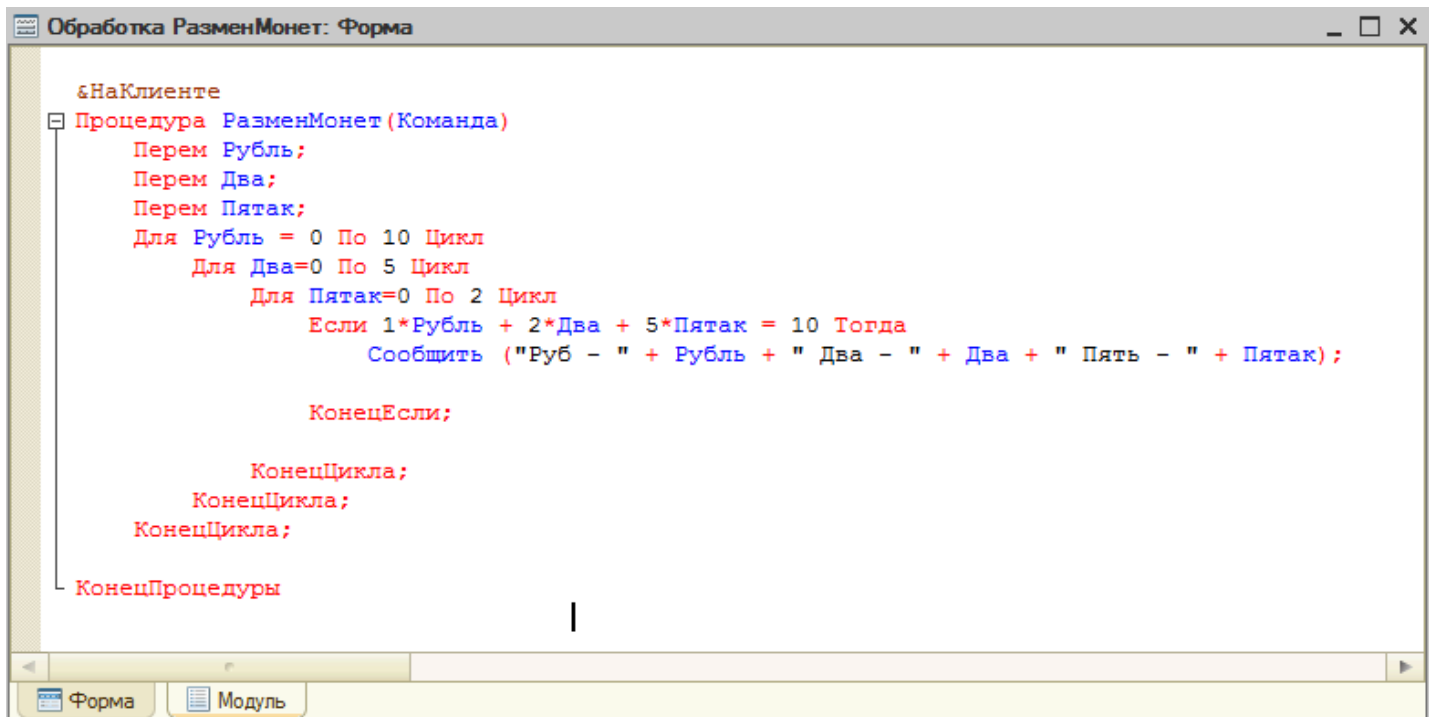 Обработка РазменМонет: Форма
&НаКлиенте
Процедура РазменМонет(Команда)
Перем Рубль;
Перем Два;
Перем Пятак;
Для Рубль = 0 По 10 Цикл
Для Два=0 По 5 Цикл
Для Пятак=0 По 2 Цикл
Если 1*Рубль + 2*Два + 5*Пятак = 10 Тогда
Сообщить ("Руб - " + Рубль + " Два - " + Два + " Пять - " + Пятак);
КонецЕсли;
КонецЦикла;
КонецЦикла;
КонецЦикла;
КонецПроцедуры
Форма Модуль